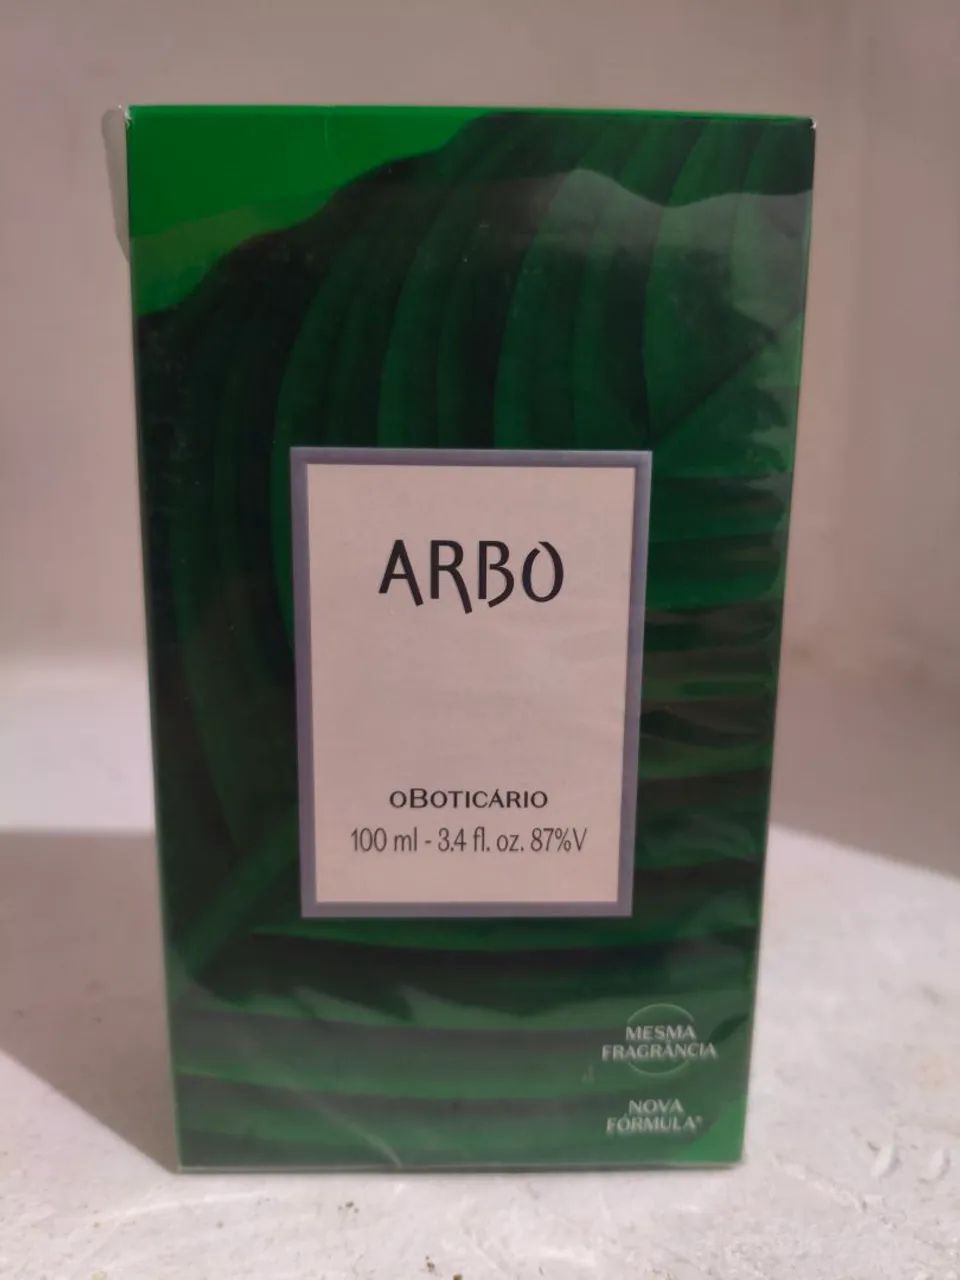 ARBO
oBOTICÁRIO
100 ml - 3.4 fl. oz. 87%V
MESMA
FRAGRÂNCIA
NOVA
FÓRMULA*